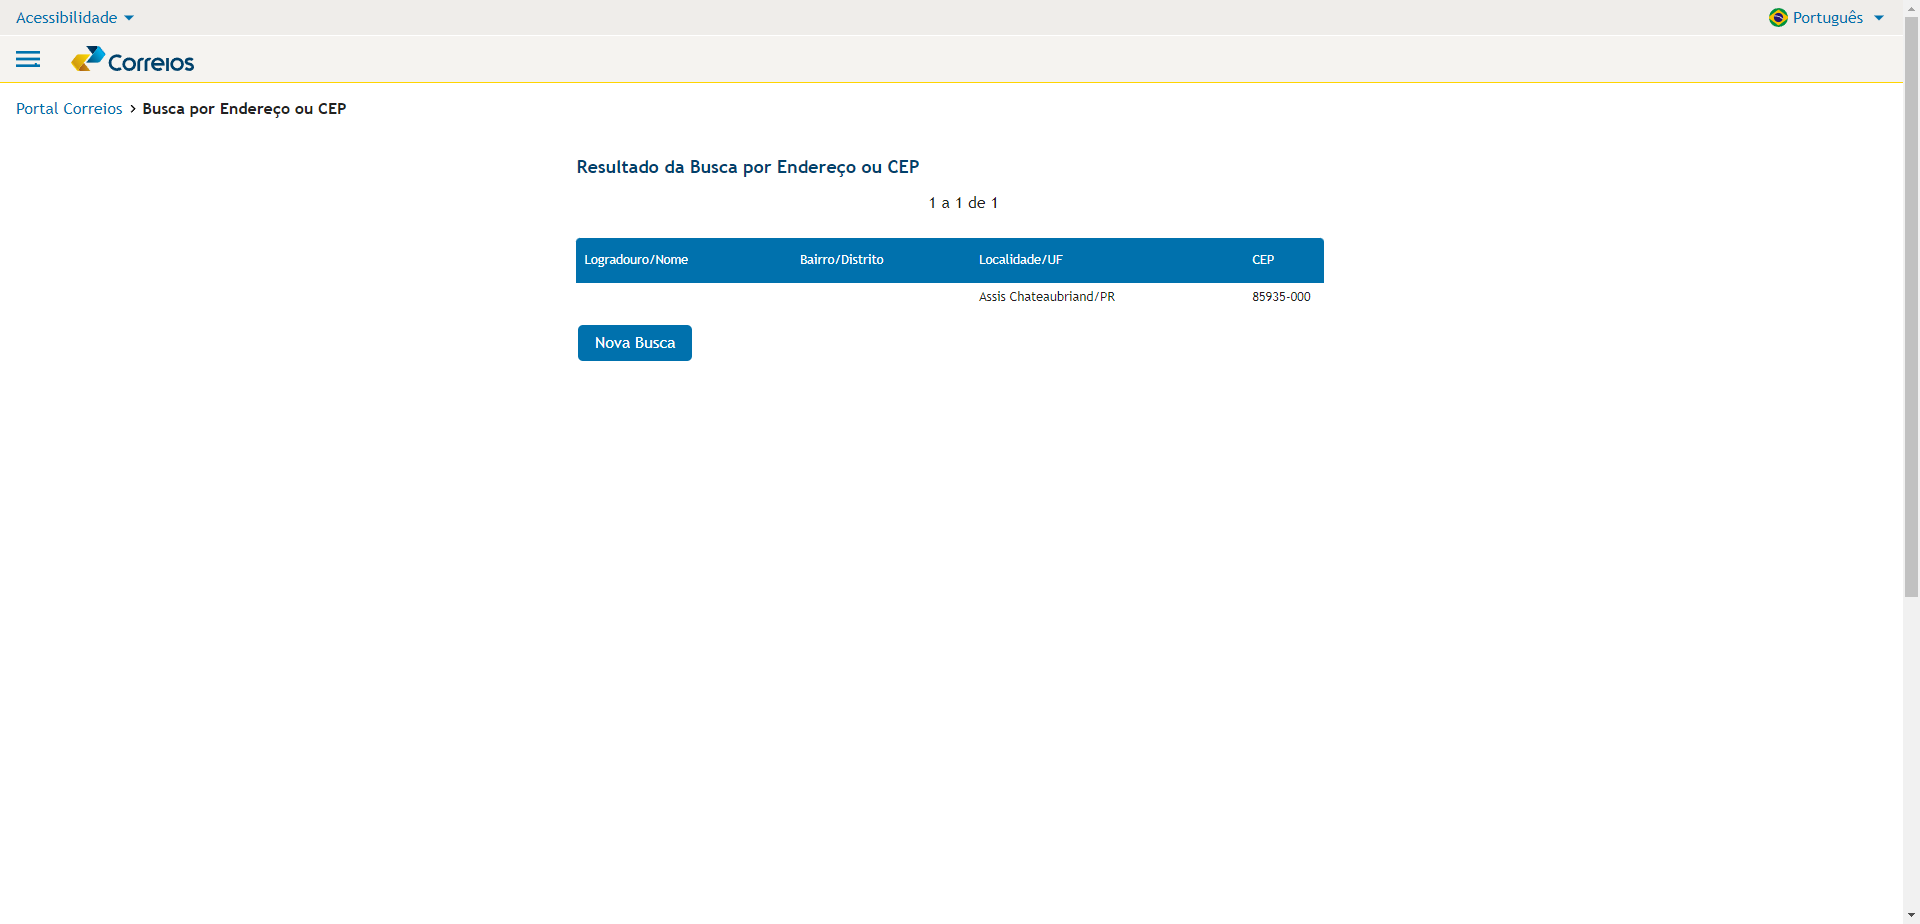 Acessibilidade
Português
Correios
Portal Correios > Busca por Endereço ou CEP
Resultado da Busca por Endereço ou CEP
1 a 1 de 1
Logradouro/Nome Bairro/Distrito Localidade/UF CEP
Assis Chateaubriand/PR 85935-000
Nova Busca